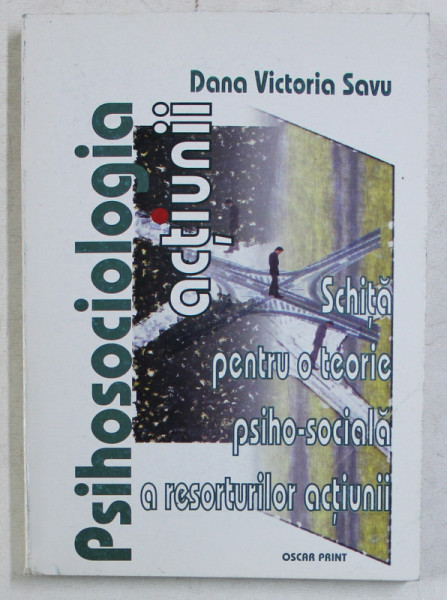 Dana Victoria Savu
Psihosociologia
acțiunii
Schiță
pentru o teorie
psiho-socială
a resorturilor acțiunii
OSCAR PRINT